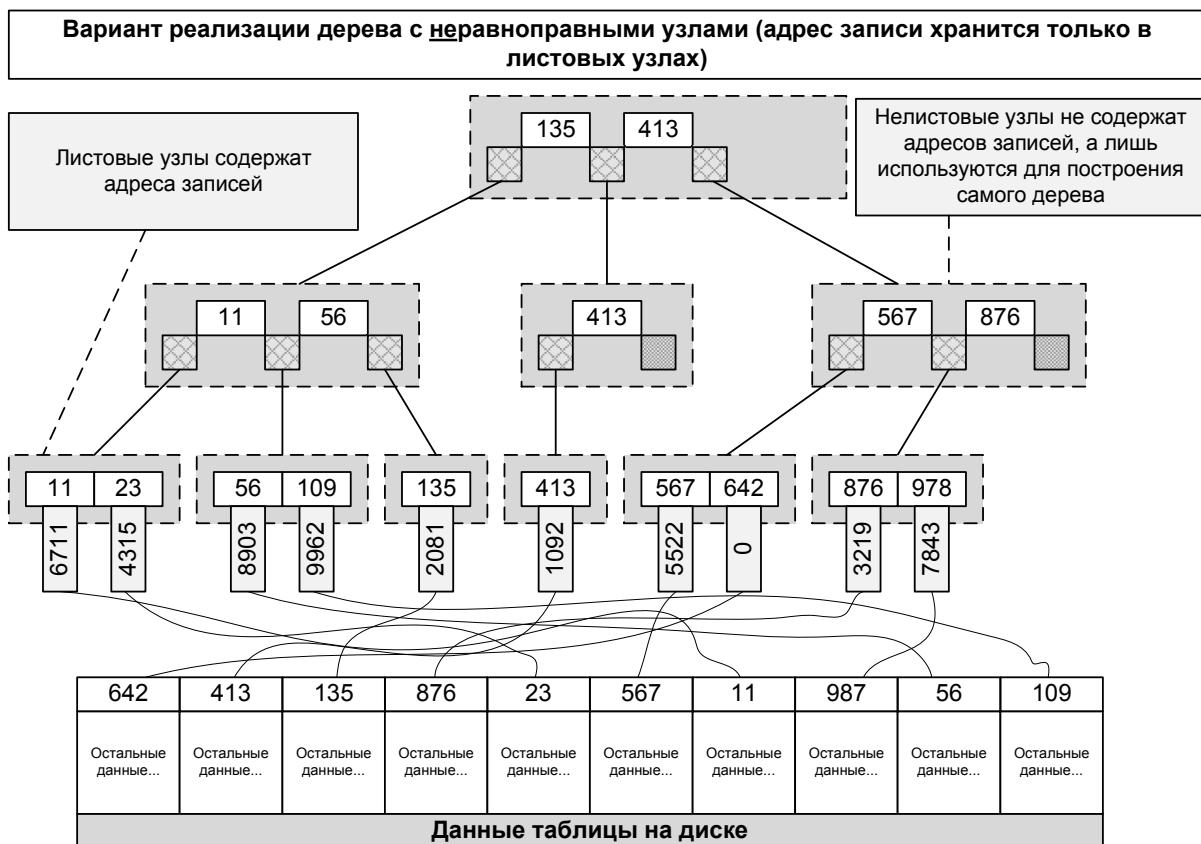 Вариант реализации дерева с неравноправными узлами (адрес записи хранится только в
листовых узлах)
Листовые узлы содержат
адреса записей
135 413
Нелистовые узлы не содержат
адресов записей, а лишь
используются для построения
самого дерева
11 56
413
567 876
11 23
56 109
135
413
567 642
876 978
6711 4315
8903 9962
2081
1092
5522 0
3219 7843
642 413 135 876 23 567 11 987 56 109
Остальные Остальные Остальные Остальные Остальные Остальные Остальные Остальные Остальные Остальные
данные... данные... данные... данные... данные... данные... данные... данные... данные... данные...
Данные таблицы на диске